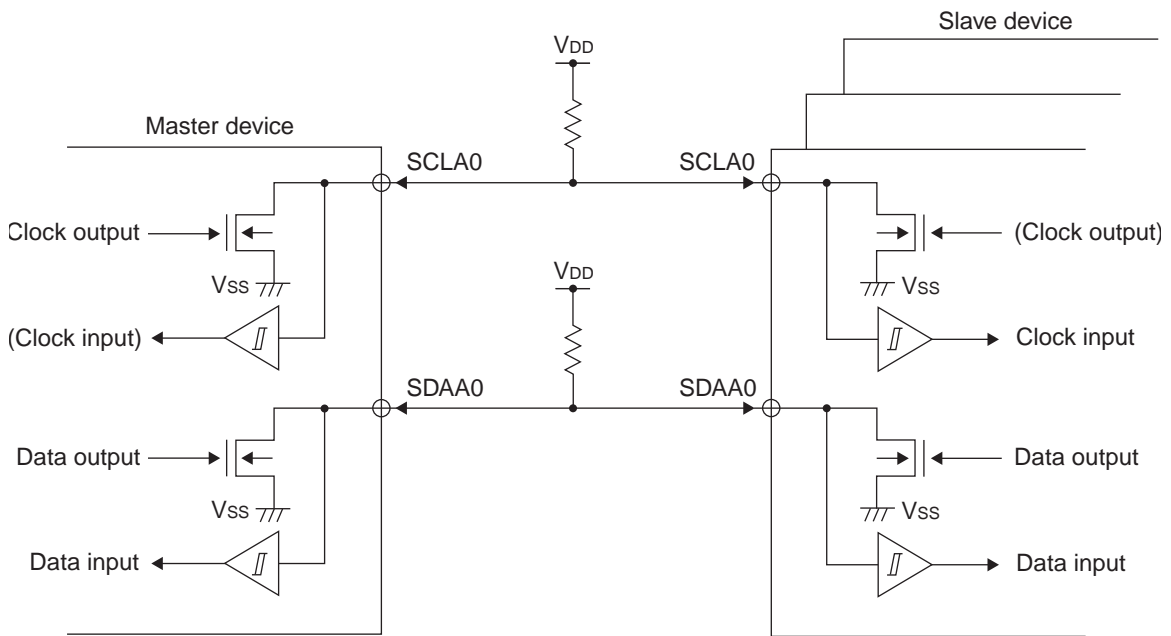 Slave device
VDD
Master device
SCLA0 SCLA0
Clock output (Clock output)
VSS VSS
VDD
(Clock input) Clock input
SDAA0 SDAA0
Data output Data output
VSS VSS
Data input Data input